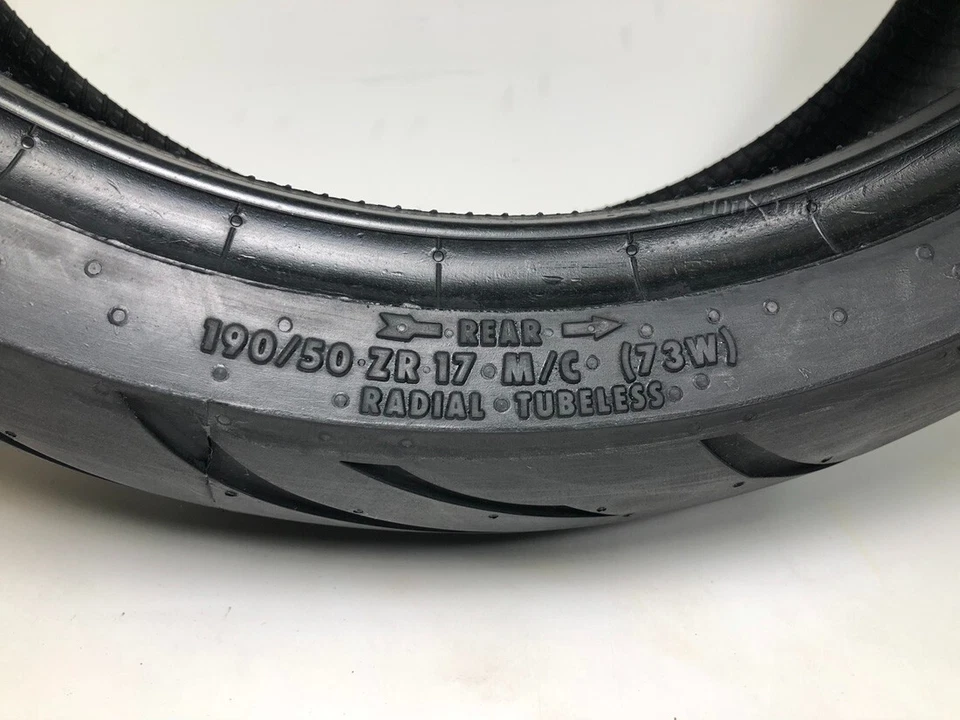 REAR
190/50 ZR 17 M/C (73W)
RADIAL TUBELESS